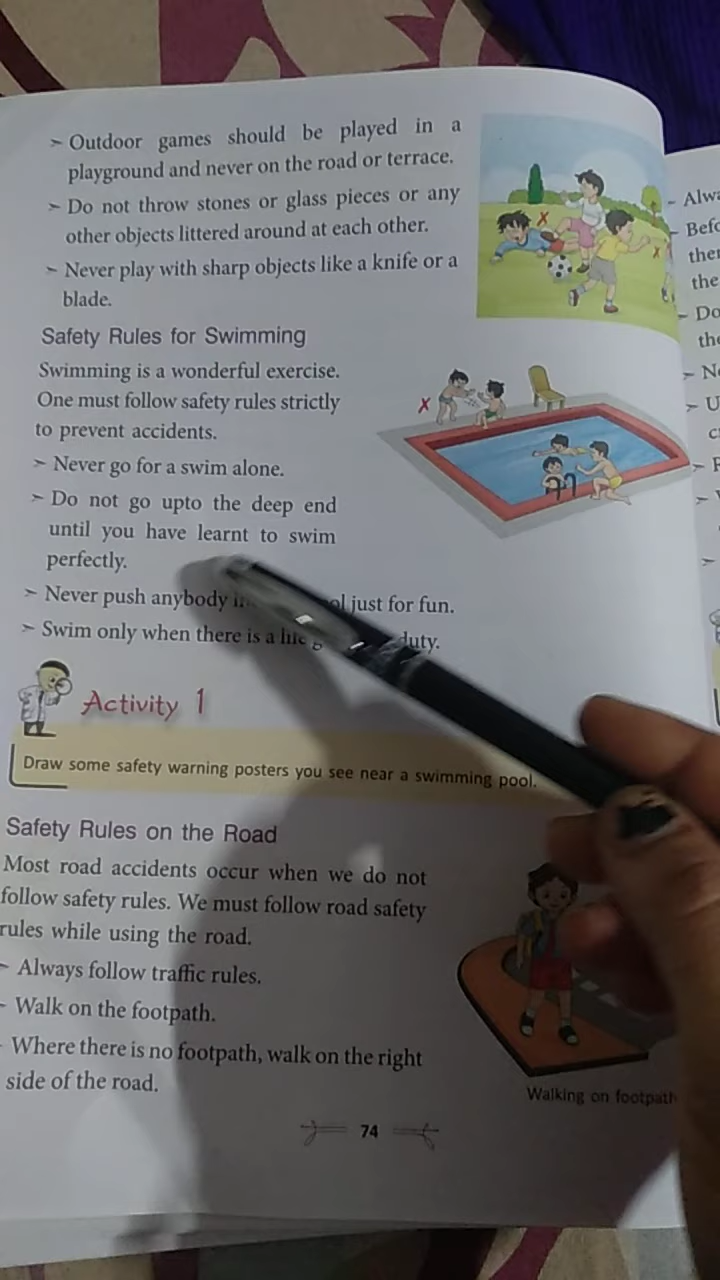 ➢ Outdoor games should be played in a
playground and never on the road or terrace.
➢ Do not throw stones or glass pieces or any
other objects littered around at each other.
➢ Never play with sharp objects like a knife or a
blade.
Safety Rules for Swimming
Swimming is a wonderful exercise.
One must follow safety rules strictly
to prevent accidents.
➢ Never go for a swim alone.
➢ Do not go upto the deep end
until you have learnt to swim
perfectly.
➢ Never push anybody just for fun.
➢ Swim only when there is a duty.
Activity 1
Draw some safety warning posters you see near a swimming pool.
Safety Rules on the Road
Most road accidents occur when we do not
follow safety rules. We must follow road safety
rules while using the road.
Always follow traffic rules.
Walk on the footpath.
Where there is no footpath, walk on the right
side of the road.
Walking on footpath
74